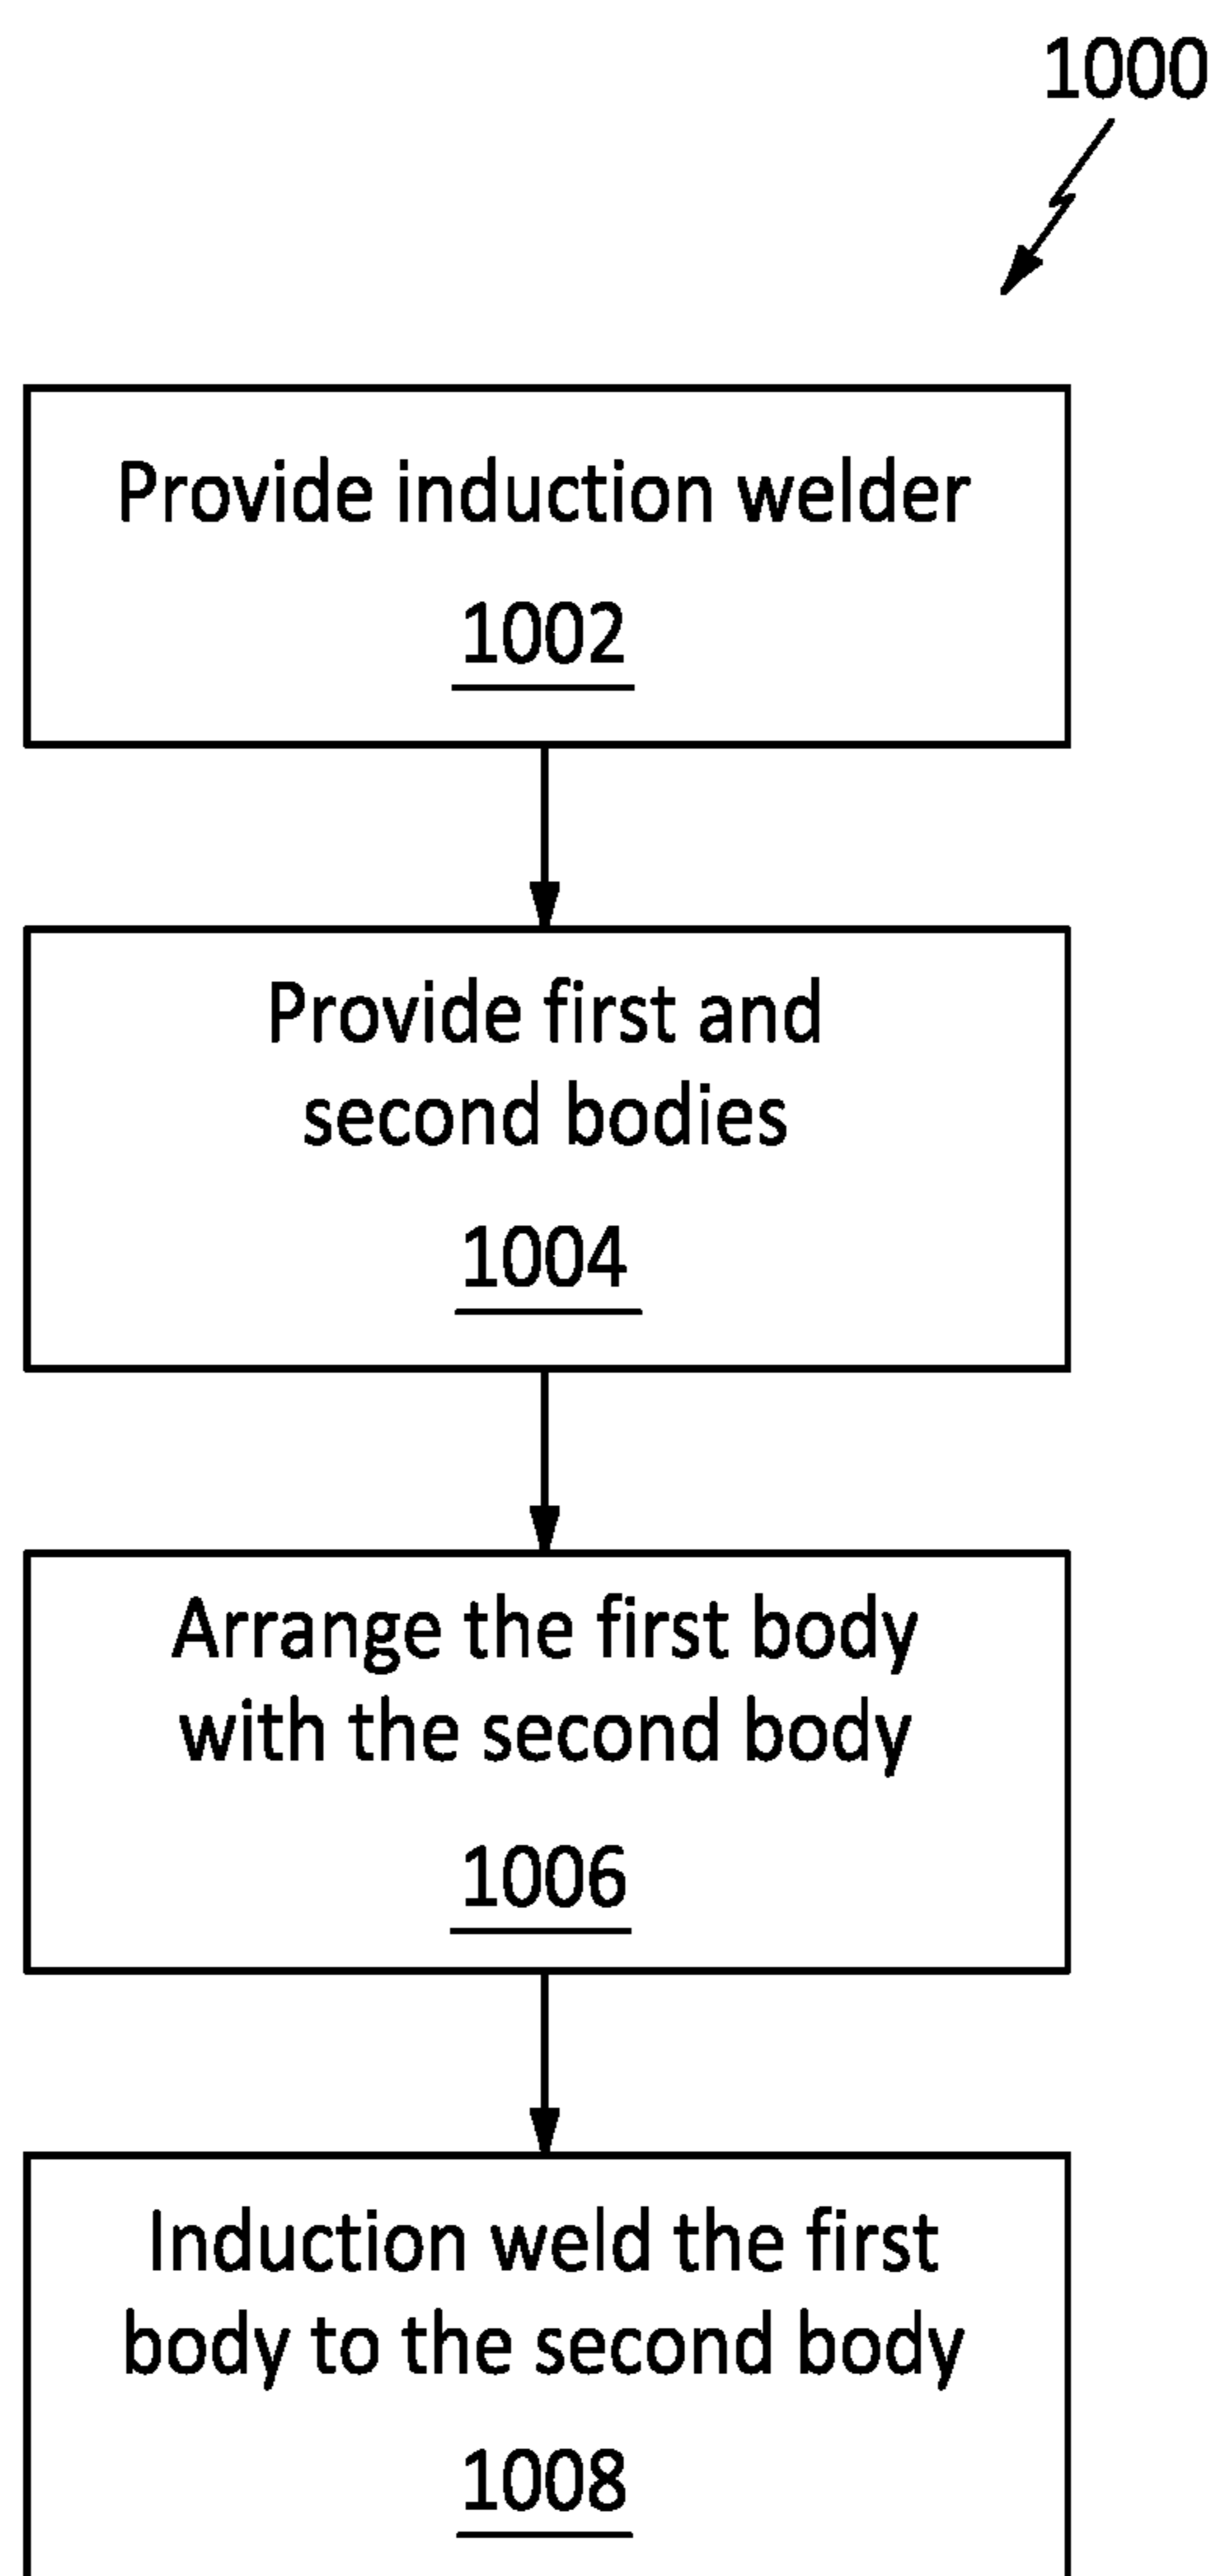 1000
Provide induction welder
1002
Provide first and
second bodies
1004
Arrange the first body
with the second body
1006
Induction weld the first
body to the second body
1008